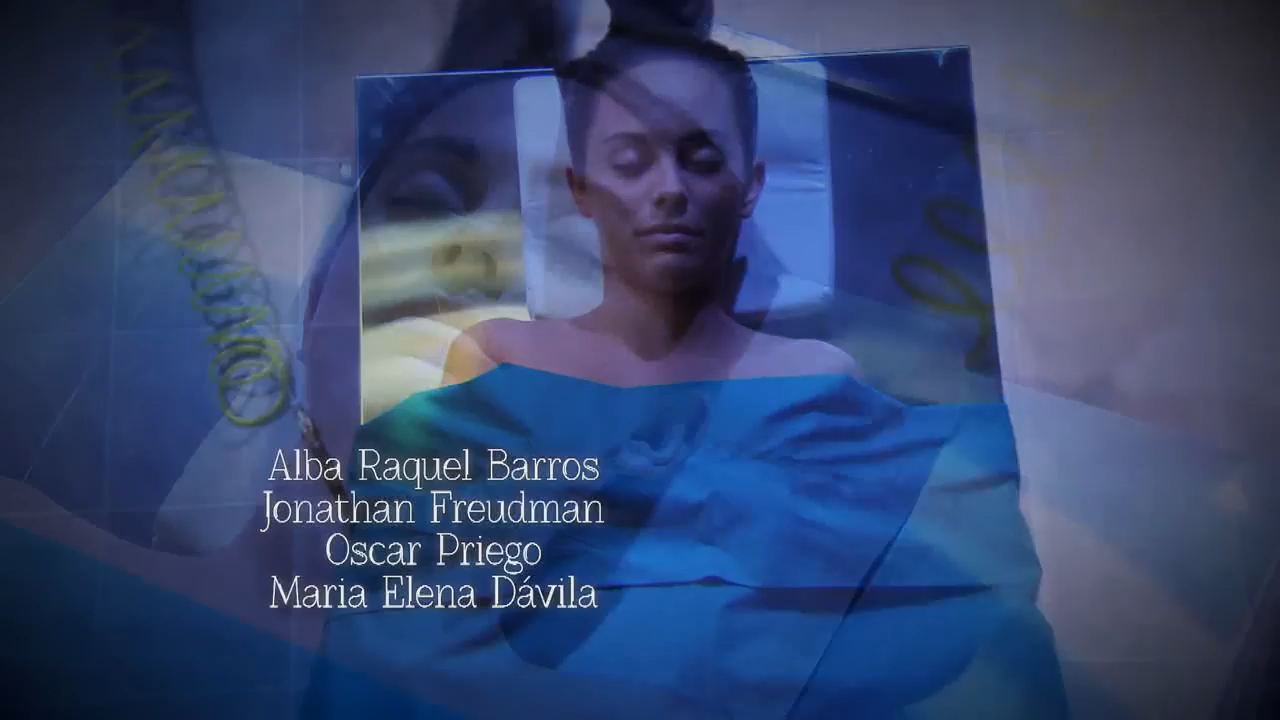 Alba Raquel Barros
Jonathan Freudman
Oscar Priego
Maria Elena Dávila